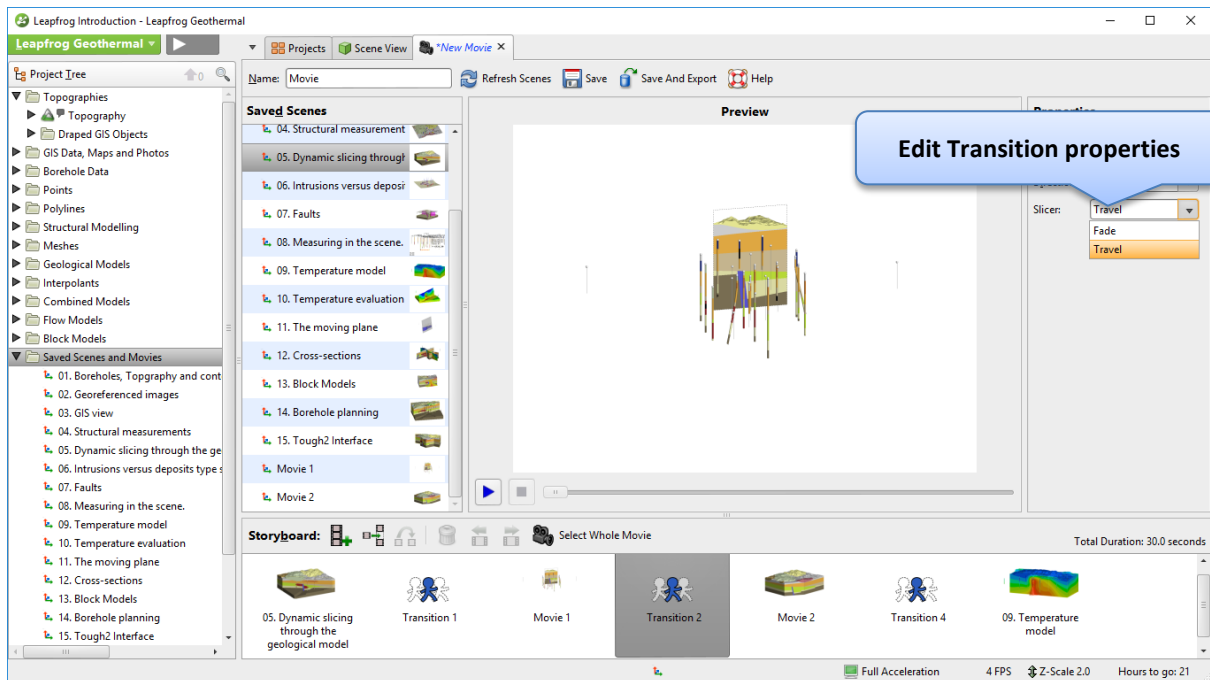 Leapfrog Introduction - Leapfrog Geothermal
Leapfrog Geothermal
Projects
Scene View
*New Movie
Project Tree
0
Name:
Movie
Refresh Scenes
Save
Save And Export
Help
Topographies
Topography
Draped GIS Objects
GIS Data, Maps and Photos
Borehole Data
Points
Polylines
Structural Modelling
Meshes
Geological Models
Interpolants
Combined Models
Flow Models
Block Models
Saved Scenes and Movies
01. Boreholes, Topgraphy and cont
02. Georeferenced images
03. GIS view
04. Structural measurements
05. Dynamic slicing through the ge
06. Intrusions versus deposits type s
07. Faults
08. Measuring in the scene.
09. Temperature model
10. Temperature evaluation
11. The moving plane
12. Cross-sections
13. Block Models
14. Borehole planning
15. Tough2 Interface
Saved Scenes
04. Structural measurement
05. Dynamic slicing through
06. Intrusions versus deposit
07. Faults
08. Measuring in the scene.
09. Temperature model
10. Temperature evaluation
11. The moving plane
12. Cross-sections
13. Block Models
14. Borehole planning
15. Tough2 Interface
Movie 1
Movie 2
Preview
Edit Transition properties
Slicer:
Travel
Fade
Travel
Storyboard:
Select Whole Movie
Total Duration: 30.0 seconds
05. Dynamic slicing
through the
geological model
Transition 1
Movie 1
Transition 2
Movie 2
Transition 4
09. Temperature
model
Full Acceleration
4 FPS
Z-Scale 2.0
Hours to go: 21